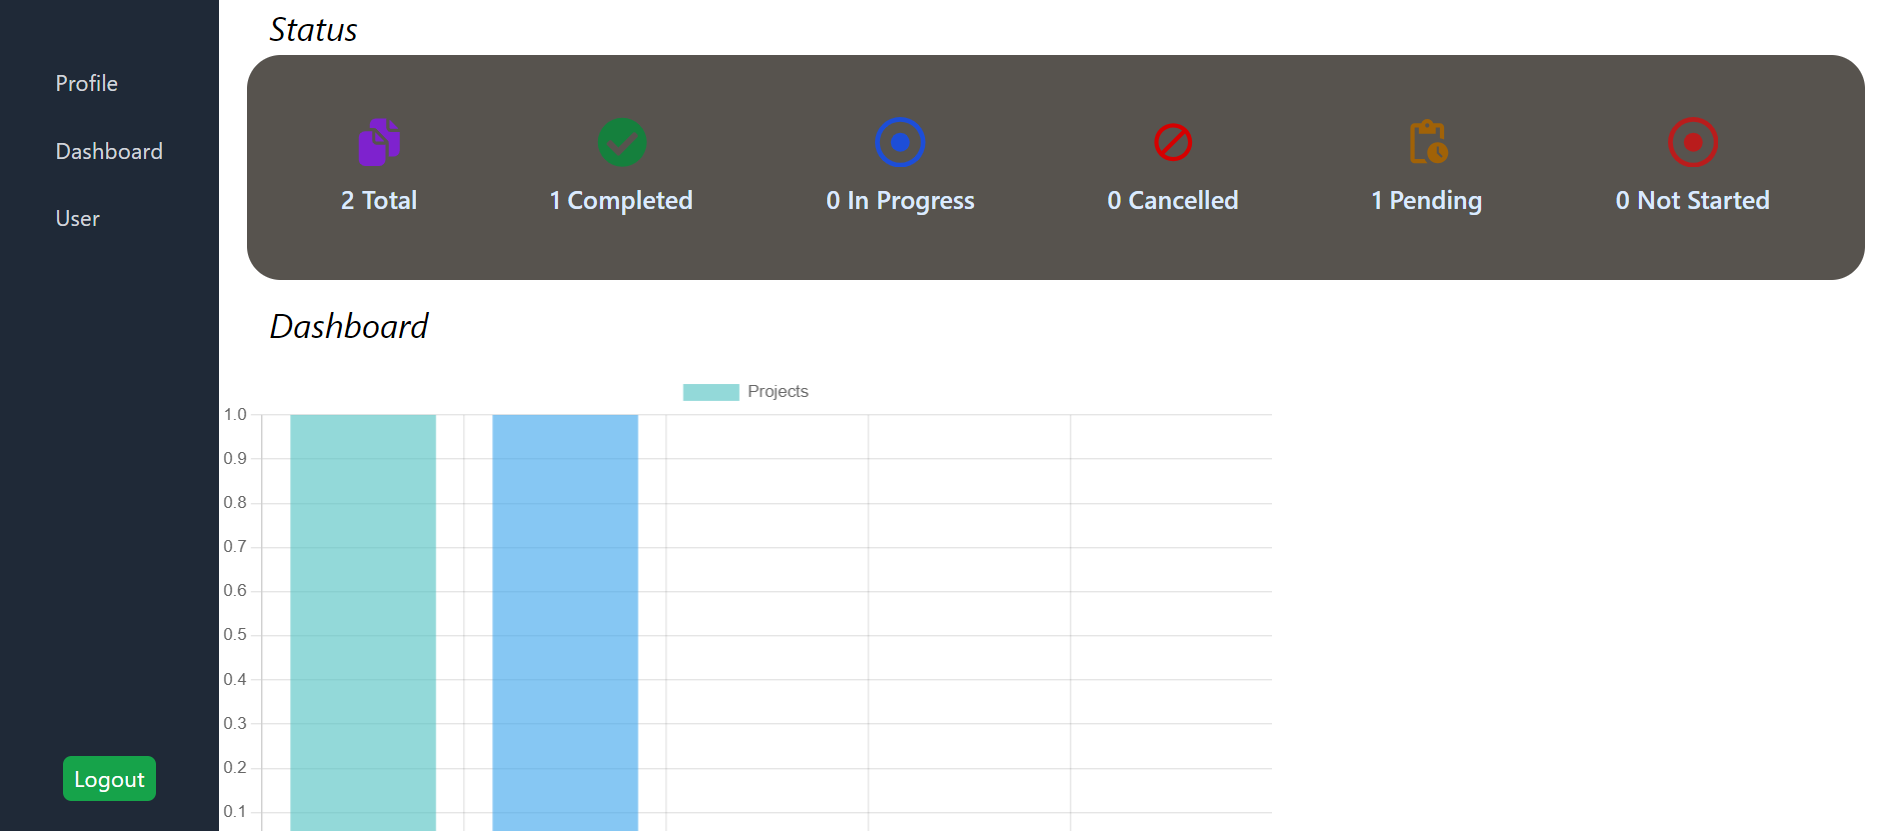 Profile
Dashboard
User
Logout
Status
2 Total
1 Completed
0 In Progress
0 Cancelled
1 Pending
0 Not Started
Dashboard
Projects
1.0
0.9
0.8
0.7
0.6
0.5
0.4
0.3
0.2
0.1